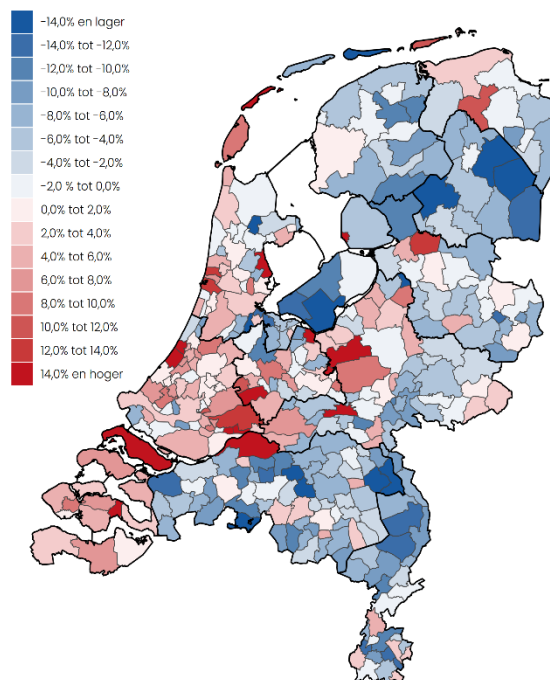 -14,0% en lager
-14,0% tot -12,0%
-12,0% tot -10,0%
-10,0% tot -8,0%
-8,0% tot -6,0%
-6,0% tot -4,0%
-4,0% tot -2,0%
-2,0 % tot 0,0%
0,0% tot 2,0%
2,0% tot 4,0%
4,0% tot 6,0%
6,0% tot 8,0%
8,0% tot 10,0%
10,0% tot 12,0%
12,0% tot 14,0%
14,0% en hoger